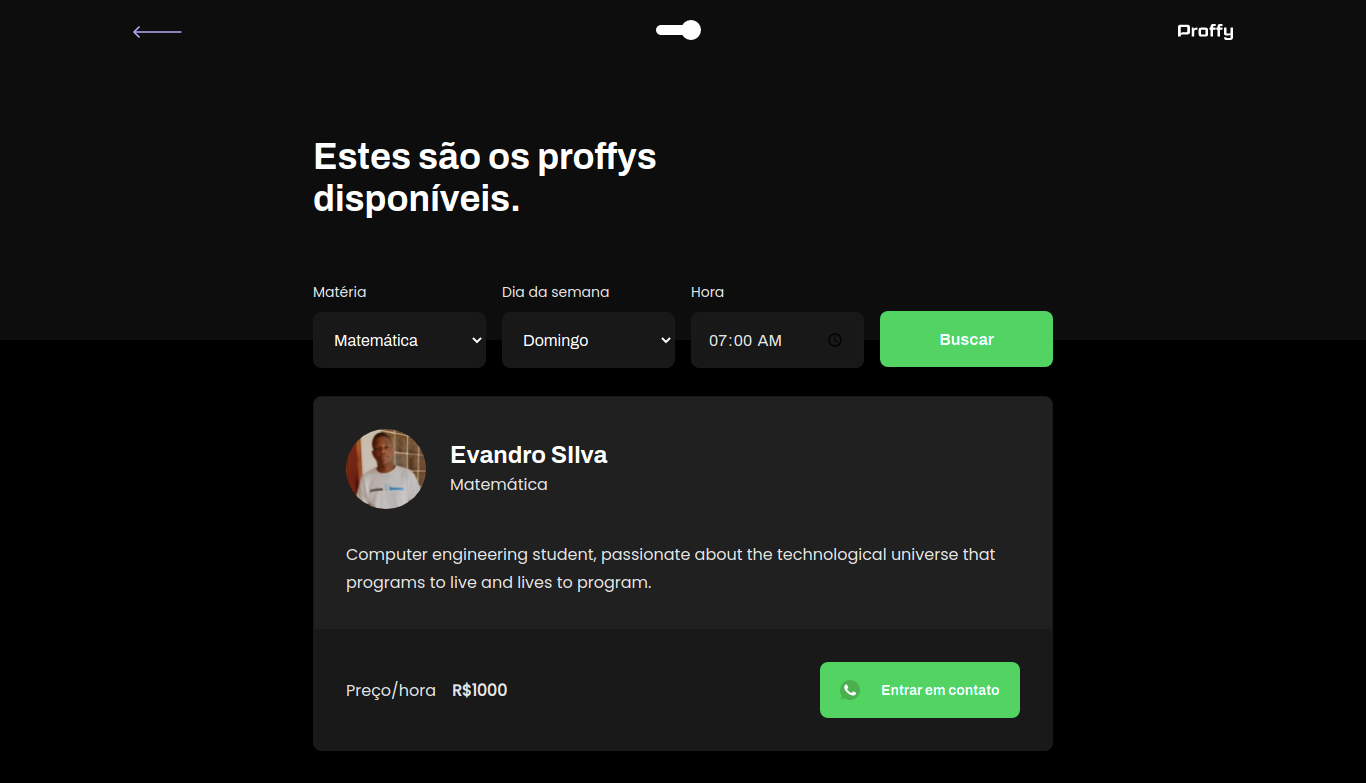 Proffy
Estes são os proffys
disponíveis.
Matéria
Dia da semana
Hora
Matemática
Domingo
07:00 AM
Buscar
Evandro SIlva
Matemática
Computer engineering student, passionate about the technological universe that
programs to live and lives to program.
Preço/hora R$1000
Entrar em contato